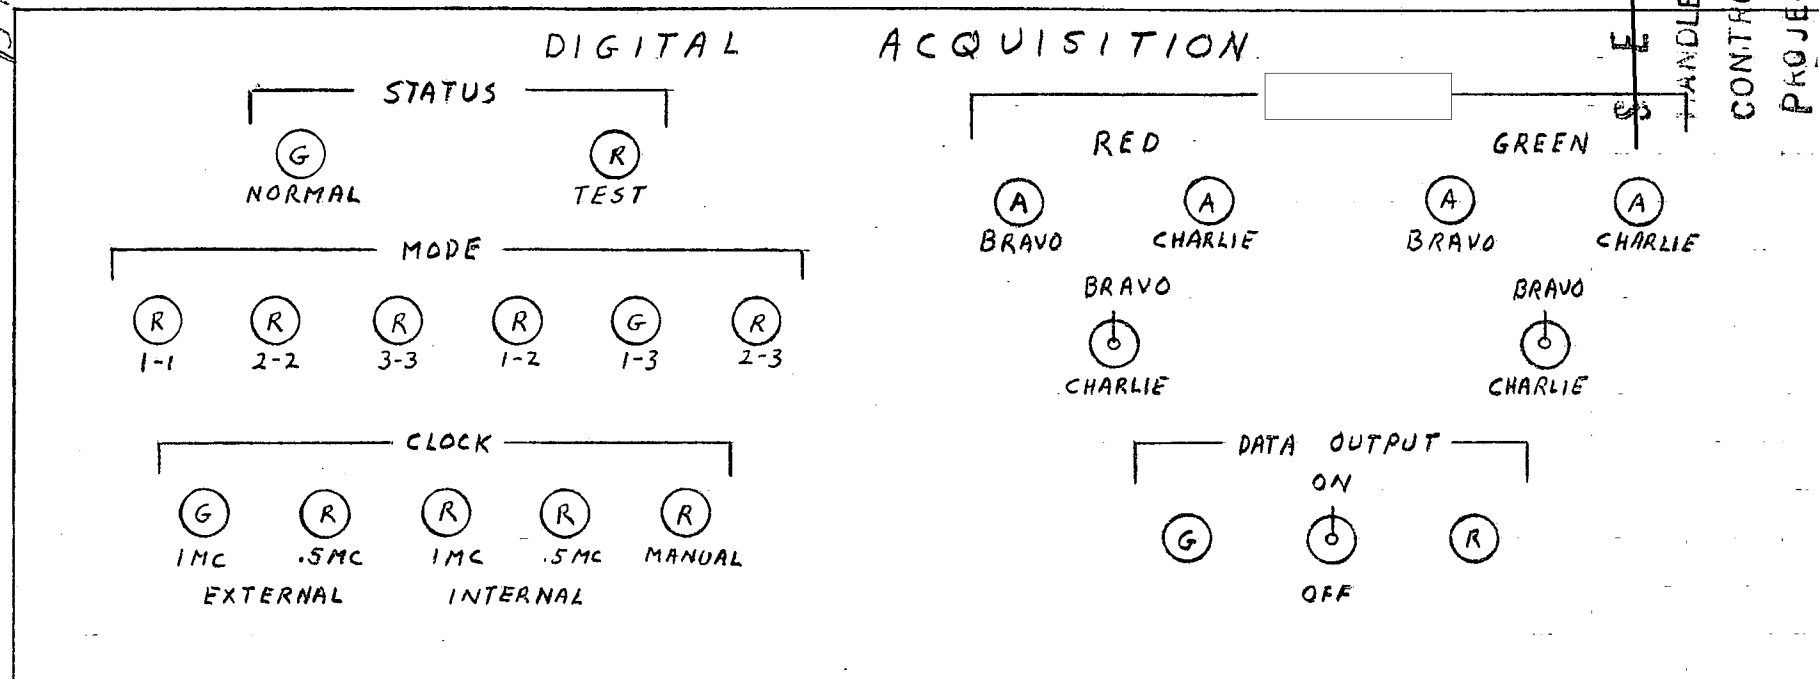 DIGITAL ACQUISITION
STATUS
G R
NORMAL TEST
MODE
R R R R G R
1-1 2-2 3-3 1-2 1-3 2-3
CLOCK
G R R R R
1MC .5MC 1MC .5MC MANUAL
EXTERNAL INTERNAL
RED GREEN
A A A A
BRAVO CHARLIE BRAVO CHARLIE
BRAVO BRAVO
CHARLIE CHARLIE
DATA OUTPUT
ON
G R
OFF